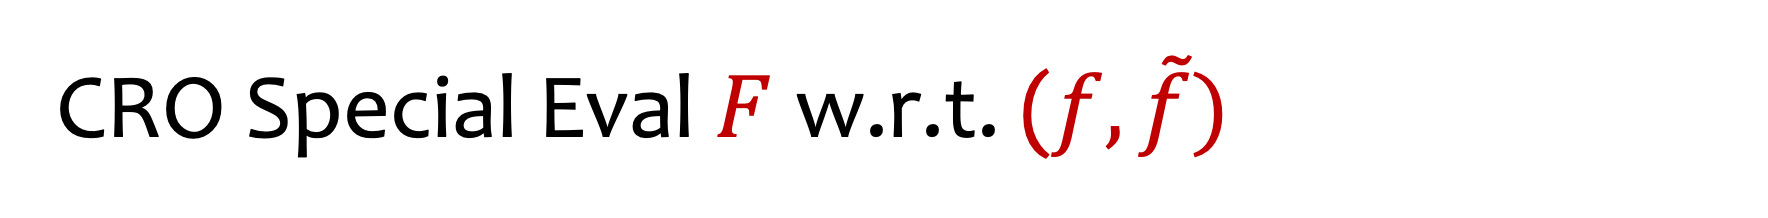 CRO Special Eval F w.r.t. (f, f̃)